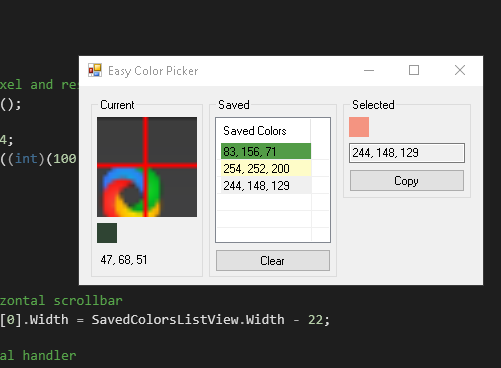 xel and res
();
4;
((int)(100
Easy Color Picker
Current
47, 68, 51
Saved
Saved Colors
83, 156, 71
254, 252, 200
244, 148, 129
Clear
Selected
244, 148, 129
Copy
zontal scrollbar
[0].Width = SavedColorsListView.Width - 22;
al handler